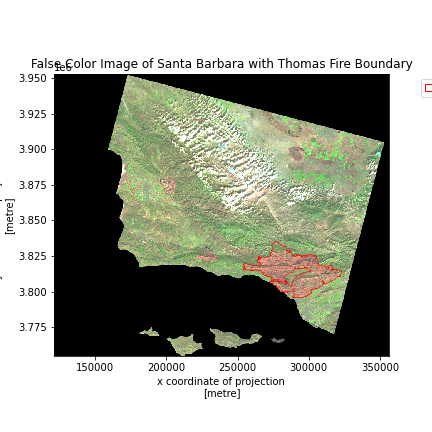 False Color Image of Santa Barbara with Thomas Fire Boundary
1e6
3.950
3.925
3.900
3.875
3.850
3.825
3.800
3.775
[metre]
150000 200000 250000 300000 350000
x coordinate of projection
[metre]